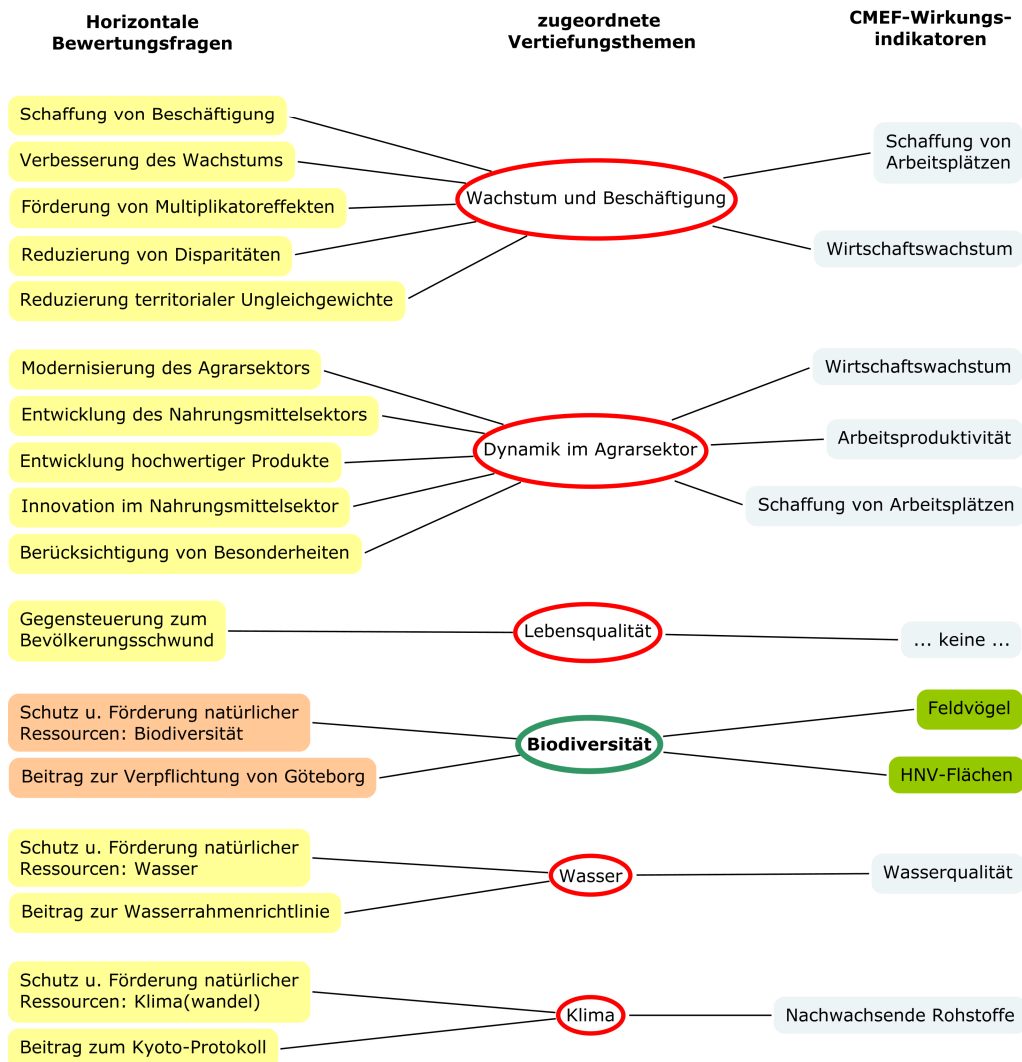 Horizontale
Bewertungsfragen
zugeordnete
Vertiefungsthemen
CMEF-Wirkungs-
indikatoren
Schaffung von Beschäftigung
Verbesserung des Wachstums
Förderung von Multiplikatoreffekten
Reduzierung von Disparitäten
Reduzierung territorialer Ungleichgewichte
Wachstum und Beschäftigung
Schaffung von
Arbeitsplätzen
Wirtschaftswachstum
Modernisierung des Agrarsektors
Entwicklung des Nahrungsmittelsektors
Entwicklung hochwertiger Produkte
Innovation im Nahrungsmittelsektor
Berücksichtigung von Besonderheiten
Dynamik im Agrarsektor
Wirtschaftswachstum
Arbeitsproduktivität
Schaffung von Arbeitsplätzen
Gegensteuerung zum
Bevölkerungsschwund
Lebensqualität
... keine ...
Schutz u. Förderung natürlicher
Ressourcen: Biodiversität
Beitrag zur Verpflichtung von Göteborg
Biodiversität
Feldvögel
HNV-Flächen
Schutz u. Förderung natürlicher
Ressourcen: Wasser
Beitrag zur Wasserrahmenrichtlinie
Wasser
Wasserqualität
Schutz u. Förderung natürlicher
Ressourcen: Klima(wandel)
Beitrag zum Kyoto-Protokoll
Klima
Nachwachsende Rohstoffe